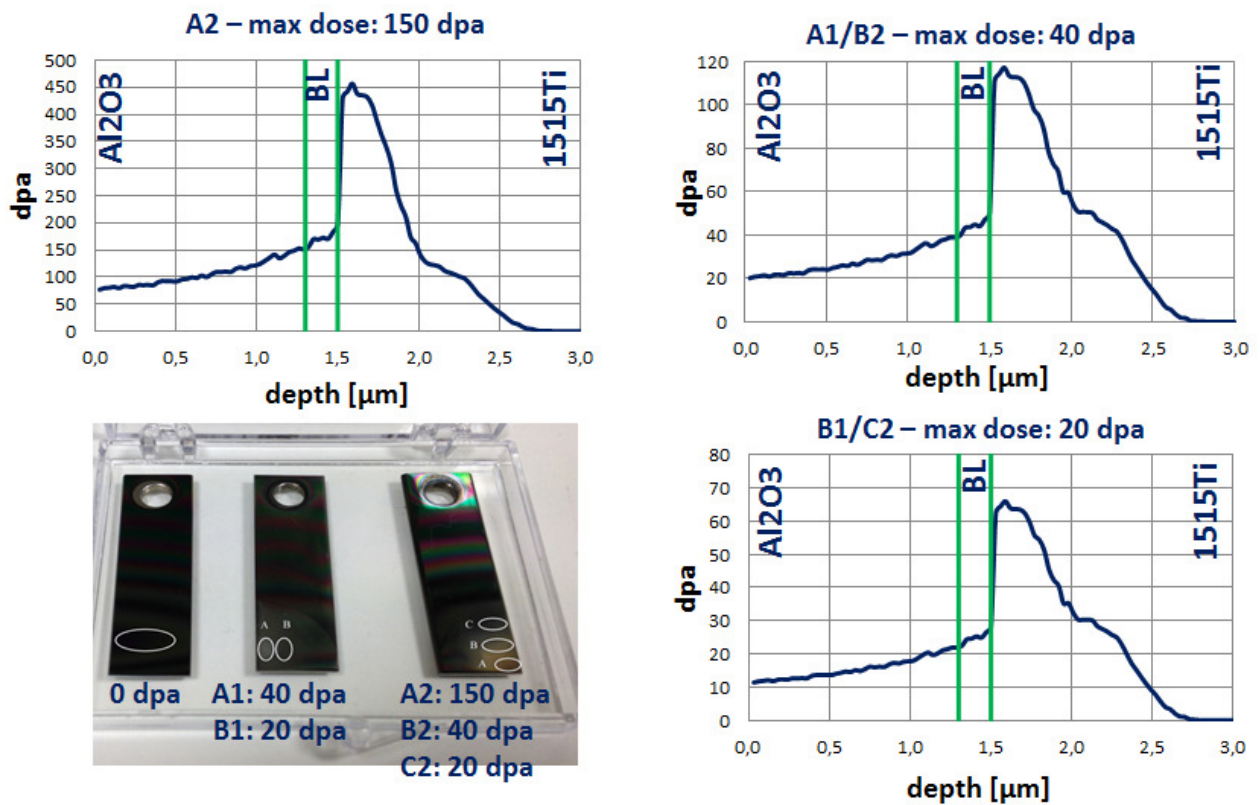 A2 – max dose: 150 dpa
500
450
400
350
300
250
200
150
100
50
0
dpa
Al2O3
BL
1515Ti
0,0 0,5 1,0 1,5 2,0 2,5 3,0
depth [µm]
A1/B2 – max dose: 40 dpa
120
100
80
60
40
20
0
dpa
Al2O3
BL
1515Ti
0,0 0,5 1,0 1,5 2,0 2,5 3,0
depth [µm]
A B
C
B
A
0 dpa
A1: 40 dpa
B1: 20 dpa
A2: 150 dpa
B2: 40 dpa
C2: 20 dpa
B1/C2 – max dose: 20 dpa
80
70
60
50
40
30
20
10
0
dpa
Al2O3
BL
1515Ti
0,0 0,5 1,0 1,5 2,0 2,5 3,0
depth [µm]